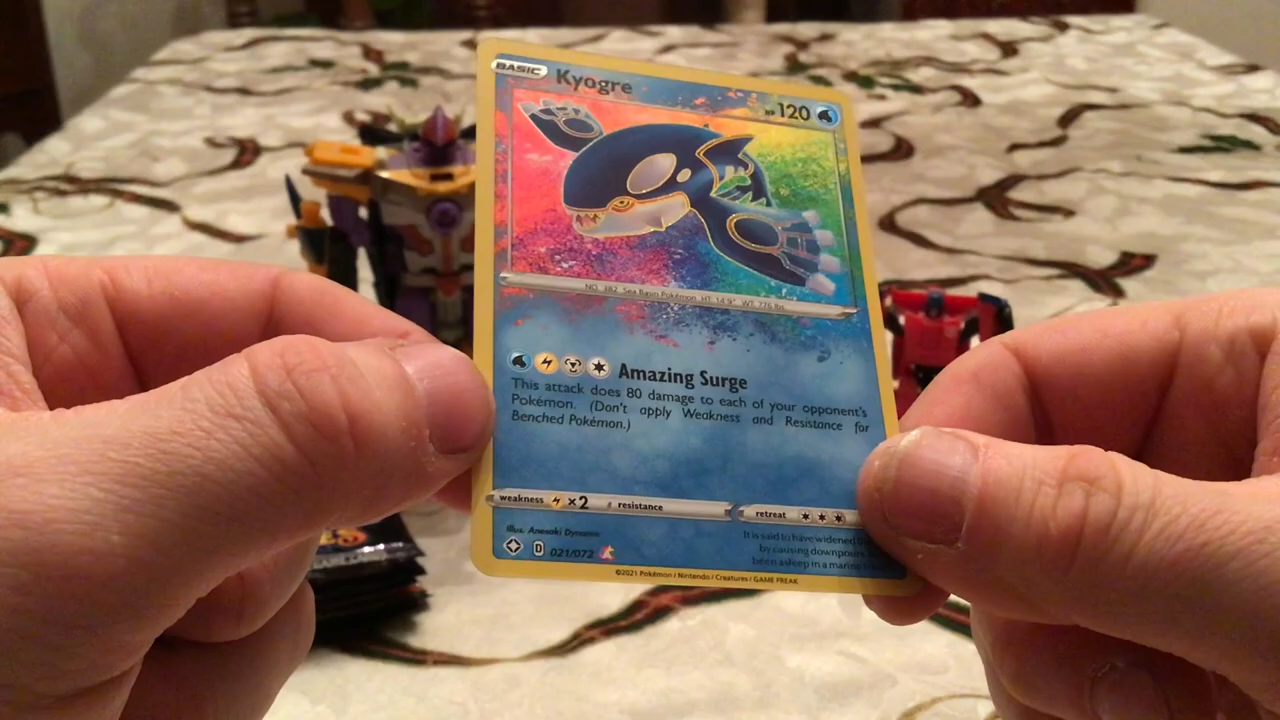 BASIC Kyogre HP 120
NO. 382 Sea Basin Pokémon HT: 14'9" WT: 776 lbs.
Amazing Surge
This attack does 80 damage to each of your opponent's
Pokémon. (Don't apply Weakness and Resistance for
Benched Pokémon.)
weakness ×2 resistance retreat
Illus. Anesaki Dynamic
It is said to have widened
by causing downpours.
been asleep in a marine
D 021/072
©2021 Pokémon / Nintendo / Creatures / GAME FREAK